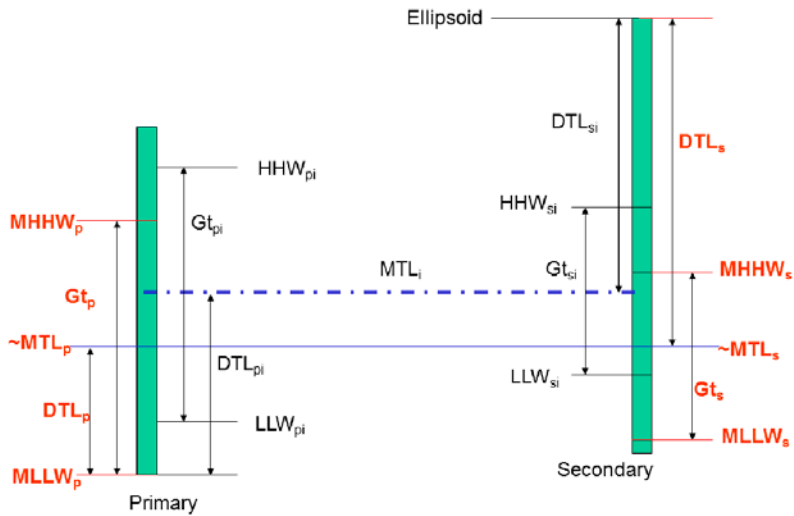 Ellipsoid
DTLsi
DTLs
HHWpi
MHHWp
Gtpi
HHWsi
MTLi
Gtsi
MHHWs
Gtp
~MTLp
~MTLs
DTLpi
LLWsi
Gts
DTLp
LLWpi
MLLWs
MLLWp
Secondary
Primary